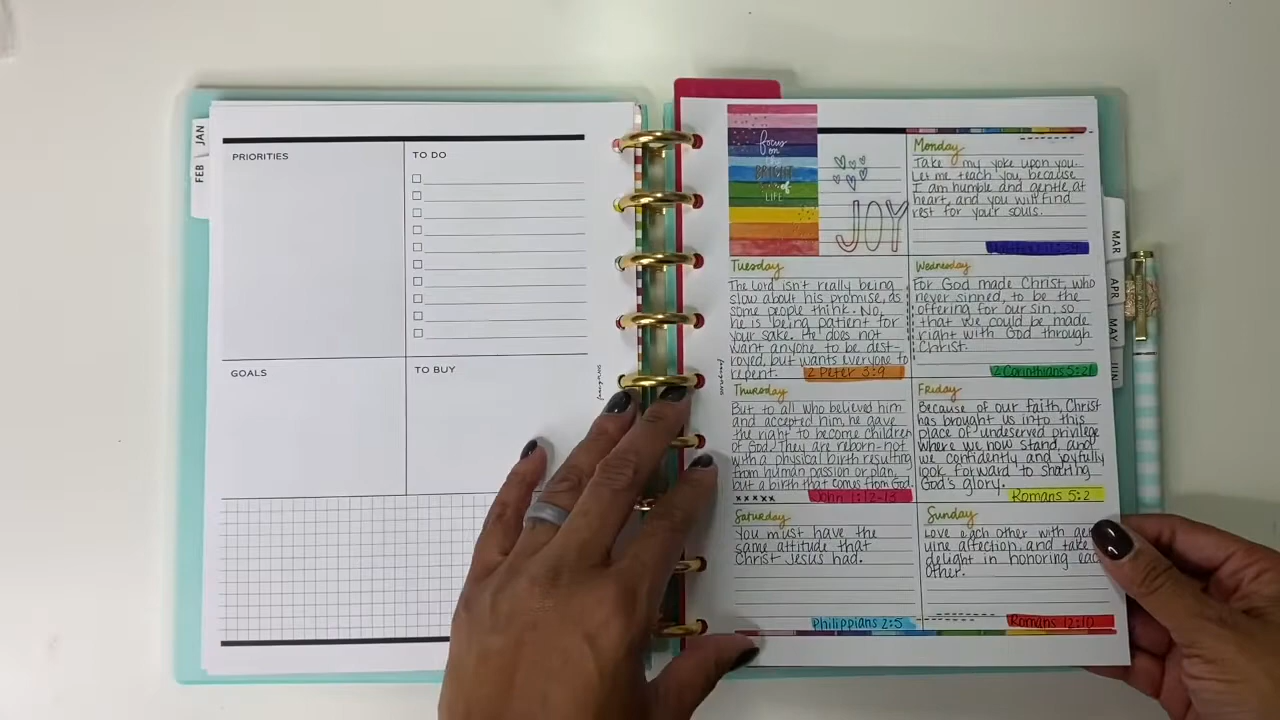 JAN
FEB
PRIORITIES
TO DO
GOALS
TO BUY
focus
on
the
BRIGHT
side of
LIFE
JOY
Monday
Take my yoke upon you.
Let me teach you, because
I am humble and gentle at
heart, and you will find
rest for your souls.
Tuesday
The Lord isn't really being
slow about his promise, as
some people think. No,
he is being patient for
your sake. He does not
want anyone to be dest-
royed, but wants everyone to
repent.
2 Peter 3:9
Wednesday
For God made Christ, who
never sinned, to be the
offering for our sin, so
that we could be made
right with God through
Christ.
2 Corinthians 5:21
Thursday
But to all who believed him
and accepted him, he gave
the right to become children
of God. They are reborn-not
with a physical birth resulting
from human passion or plan,
but a birth that comes from God.
xxxxx
John 1:12-13
Friday
Because of our faith, Christ
has brought us into this
place of undeserved privilege
where we now stand, and
we confidently and joyfully
look forward to sharing
God's glory.
Romans 5:2
Saturday
You must have the
same attitude that
Christ Jesus had.
Philippians 2:5
Sunday
Love each other with gen
uine affection, and take
delight in honoring each
other.
Romans 12:10
MAR
APR
MAY
JUN